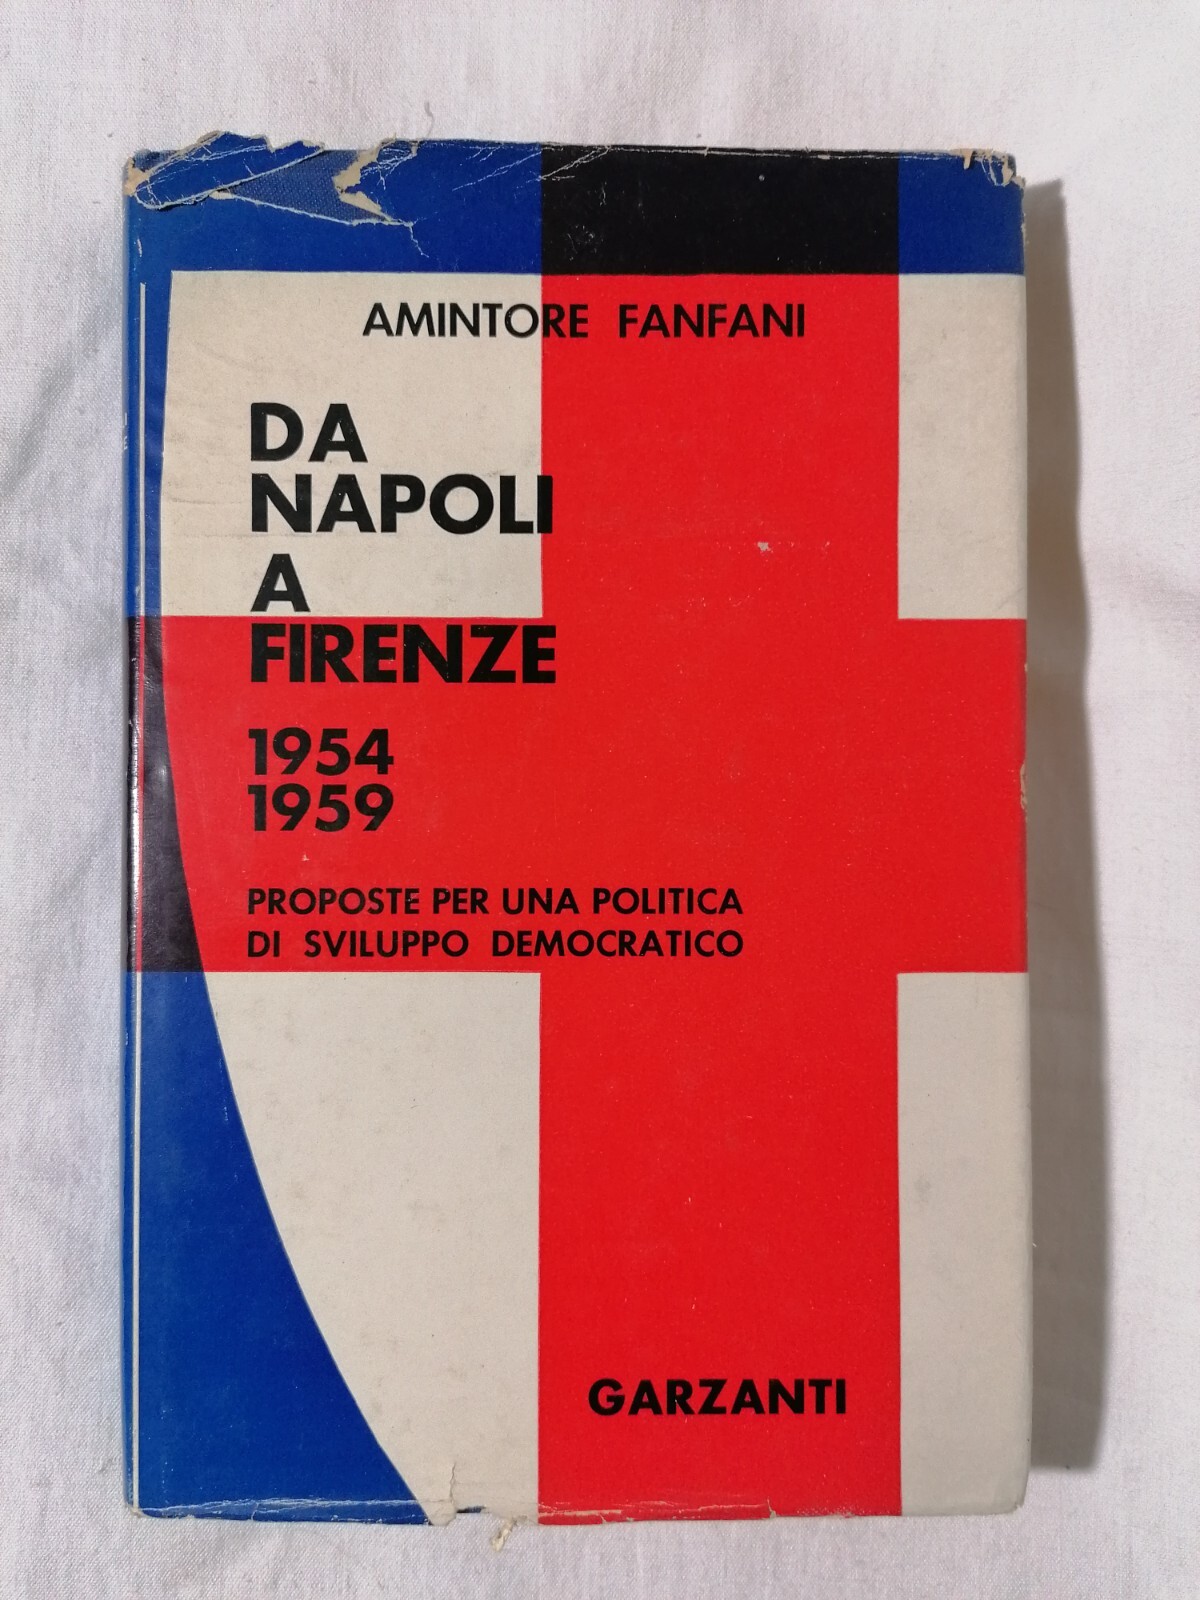 AMINTORE FANFANI
DA
NAPOLI
A
FIRENZE
1954
1959
PROPOSTE PER UNA POLITICA
DI SVILUPPO DEMOCRATICO
GARZANTI